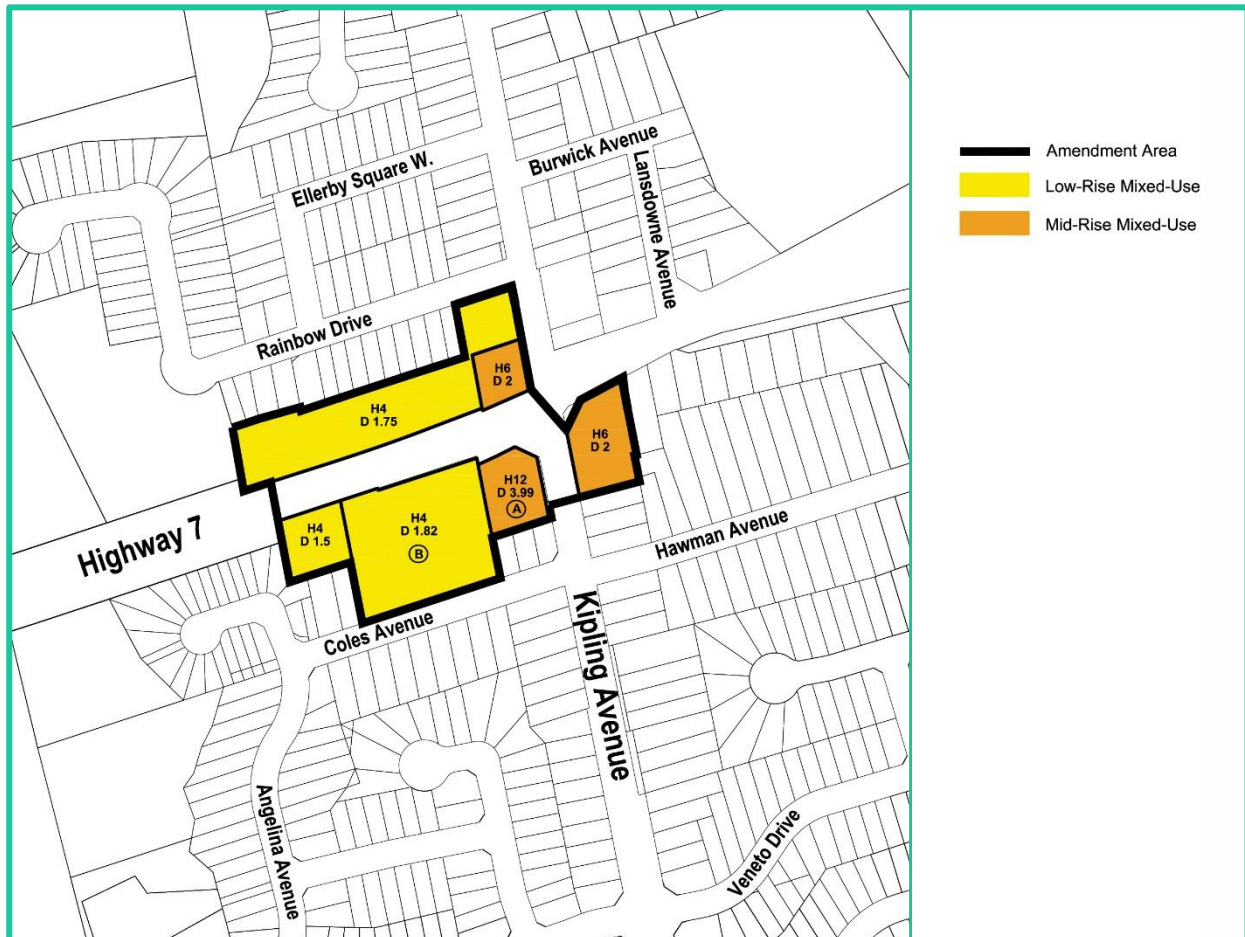 Ellerby Square W.
Burwick Avenue
Lansdowne Avenue
Rainbow Drive
H6
D 2
H4
D 1.75
H6
D 2
H12
D 3.99
A
H4
D 1.5
H4
D 1.82
B
Highway 7
Hawman Avenue
Coles Avenue
Kipling Avenue
Angelina Avenue
Veneto Drive
Amendment Area
Low-Rise Mixed-Use
Mid-Rise Mixed-Use